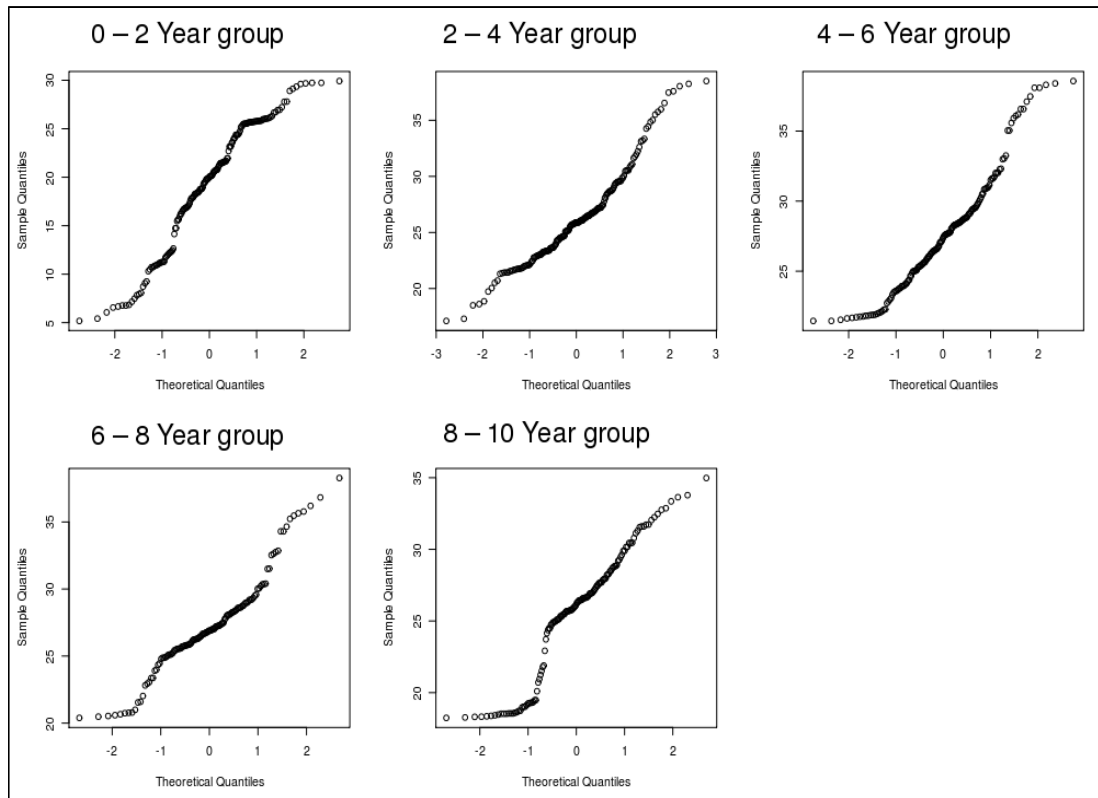 0 – 2 Year group
30
25
20
15
10
5
Sample Quantiles
-2 -1 0 1 2
Theoretical Quantiles
2 – 4 Year group
35
30
25
20
Sample Quantiles
-3 -2 -1 0 1 2 3
Theoretical Quantiles
4 – 6 Year group
35
30
25
Sample Quantiles
-2 -1 0 1 2
Theoretical Quantiles
6 – 8 Year group
35
30
25
20
Sample Quantiles
-2 -1 0 1 2
Theoretical Quantiles
8 – 10 Year group
35
30
25
20
Sample Quantiles
-2 -1 0 1 2
Theoretical Quantiles